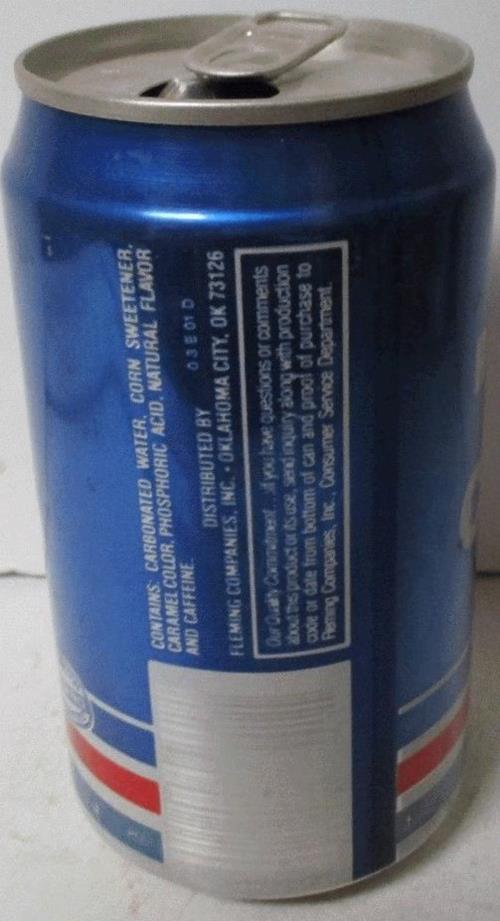 CONTAINS: CARBONATED WATER, CORN SWEETENER,
CARAMEL COLOR, PHOSPHORIC ACID, NATURAL FLAVOR
AND CAFFEINE.
03E01D
DISTRIBUTED BY
FLEMING COMPANIES, INC. • OKLAHOMA CITY, OK 73126
Our Quality Commitment...if you have questions or comments
about this product or its use, send inquiry along with production
code or date from bottom of can and proof of purchase to
Fleming Companies, Inc., Consumer Service Department.